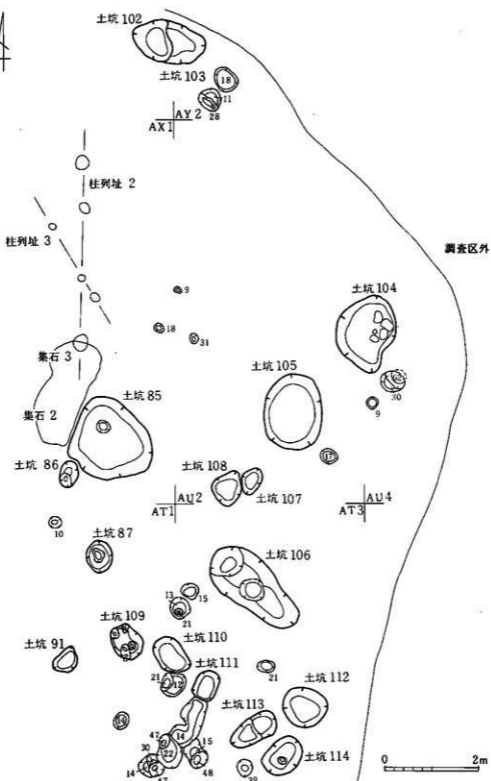 土坑 102
土坑 103
18
11
28
AY 2
AX 1
柱列址 2
柱列址 3
調査区外
土坑 104
9
18
31
集石 3
土坑 105
30
9
集石 2
土坑 85
土坑 86
土坑 108
土坑 107
AU 2
AT 1
AU 4
AT 3
10
土坑 87
土坑 106
13
15
21
土坑 109
土坑 110
土坑 91
土坑 111
21
12
21
土坑 112
14
土坑 113
47
14
30
22
15
48
14
47
土坑 114
0
2m